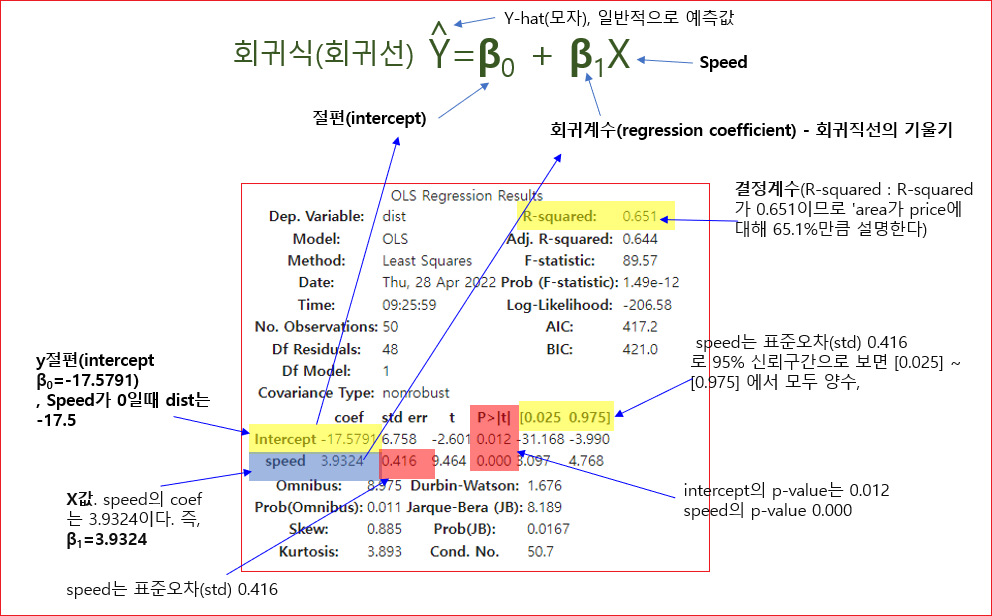 Y-hat(모자), 일반적으로 예측값
회귀식(회귀선) Ŷ=β0 + β1X
Speed
절편(intercept)
회귀계수(regression coefficient) - 회귀직선의 기울기
결정계수(R-squared : R-squared
가 0.651이므로 'area가 price에
대해 65.1%만큼 설명한다)
OLS Regression Results
Dep. Variable: dist R-squared: 0.651
Model: OLS Adj. R-squared: 0.644
Method: Least Squares F-statistic: 89.57
Date: Thu, 28 Apr 2022 Prob (F-statistic): 1.49e-12
Time: 09:25:59 Log-Likelihood: -206.58
No. Observations: 50 AIC: 417.2
Df Residuals: 48 BIC: 421.0
Df Model: 1
Covariance Type: nonrobust
coef std err t P>|t| [0.025 0.975]
Intercept -17.5791 6.758 -2.601 0.012 -31.168 -3.990
speed 3.9324 0.416 9.464 0.000 3.097 4.768
Omnibus: 8.975 Durbin-Watson: 1.676
Prob(Omnibus): 0.011 Jarque-Bera (JB): 8.189
Skew: 0.885 Prob(JB): 0.0167
Kurtosis: 3.893 Cond. No. 50.7
speed는 표준오차(std) 0.416
로 95% 신뢰구간으로 보면 [0.025] ~
[0.975] 에서 모두 양수,
y절편(intercept
β0=-17.5791)
, Speed가 0일때 dist는
-17.5
X값. speed의 coef
는 3.9324이다. 즉,
β1=3.9324
intercept의 p-value는 0.012
speed의 p-value 0.000
speed는 표준오차(std) 0.416